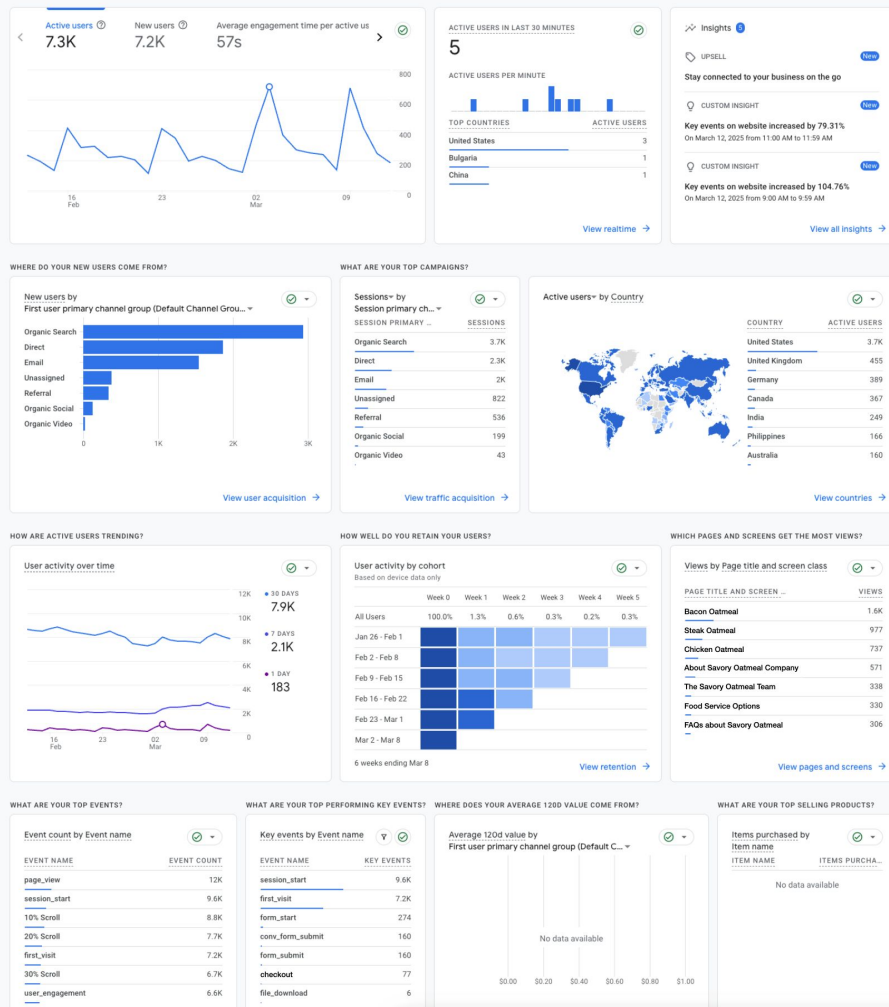 Active users
New users
Average engagement time per active us
7.3K
7.2K
57s
800
600
400
200
0
16
Feb
23
02
Mar
09
ACTIVE USERS IN LAST 30 MINUTES
5
ACTIVE USERS PER MINUTE
TOP COUNTRIES ACTIVE USERS
United States 3
Bulgaria 1
China 1
View realtime
Insights 5
UPSELL New
Stay connected to your business on the go
CUSTOM INSIGHT New
Key events on website increased by 79.31%
On March 12, 2025 from 11:00 AM to 11:59 AM
CUSTOM INSIGHT New
Key events on website increased by 104.76%
On March 12, 2025 from 9:00 AM to 9:59 AM
View all insights
WHERE DO YOUR NEW USERS COME FROM?
New users by
First user primary channel group (Default Channel Grou...
Organic Search
Direct
Email
Unassigned
Referral
Organic Social
Organic Video
0 1K 2K 3K
View user acquisition
WHAT ARE YOUR TOP CAMPAIGNS?
Sessions by
Session primary ch...
SESSION PRIMARY ... SESSIONS
Organic Search 3.7K
Direct 2.3K
Email 2K
Unassigned 822
Referral 536
Organic Social 199
Organic Video 43
View traffic acquisition
Active users by Country
COUNTRY ACTIVE USERS
United States 3.7K
United Kingdom 455
Germany 389
Canada 367
India 249
Philippines 166
Australia 160
View countries
HOW ARE ACTIVE USERS TRENDING?
User activity over time
12K
10K
8K
6K
4K
2K
0
16
Feb
23
02
Mar
09
30 DAYS
7.9K
7 DAYS
2.1K
1 DAY
183
HOW WELL DO YOU RETAIN YOUR USERS?
User activity by cohort
Based on device data only
Week 0 Week 1 Week 2 Week 3 Week 4 Week 5
All Users 100.0% 1.3% 0.6% 0.3% 0.2% 0.3%
Jan 26 - Feb 1
Feb 2 - Feb 8
Feb 9 - Feb 15
Feb 16 - Feb 22
Feb 23 - Mar 1
Mar 2 - Mar 8
6 weeks ending Mar 8
View retention
WHICH PAGES AND SCREENS GET THE MOST VIEWS?
Views by Page title and screen class
PAGE TITLE AND SCREEN ... VIEWS
Bacon Oatmeal 1.6K
Steak Oatmeal 977
Chicken Oatmeal 737
About Savory Oatmeal Company 571
The Savory Oatmeal Team 338
Food Service Options 330
FAQs about Savory Oatmeal 306
View pages and screens
WHAT ARE YOUR TOP EVENTS?
Event count by Event name
EVENT NAME EVENT COUNT
page_view 12K
session_start 9.6K
10% Scroll 8.8K
20% Scroll 7.7K
first_visit 7.2K
30% Scroll 6.7K
user_engagement 6.6K
WHAT ARE YOUR TOP PERFORMING KEY EVENTS?
Key events by Event name
EVENT NAME KEY EVENTS
session_start 9.6K
first_visit 7.2K
form_start 274
conv_form_submit 160
form_submit 160
checkout 77
file_download 6
WHERE DOES YOUR AVERAGE 120D VALUE COME FROM?
Average 120d value by
First user primary channel group (Default C...
No data available
$0.00 $0.20 $0.40 $0.60 $0.80 $1.00
WHAT ARE YOUR TOP SELLING PRODUCTS?
Items purchased by
Item name
ITEM NAME ITEMS PURCHA...
No data available